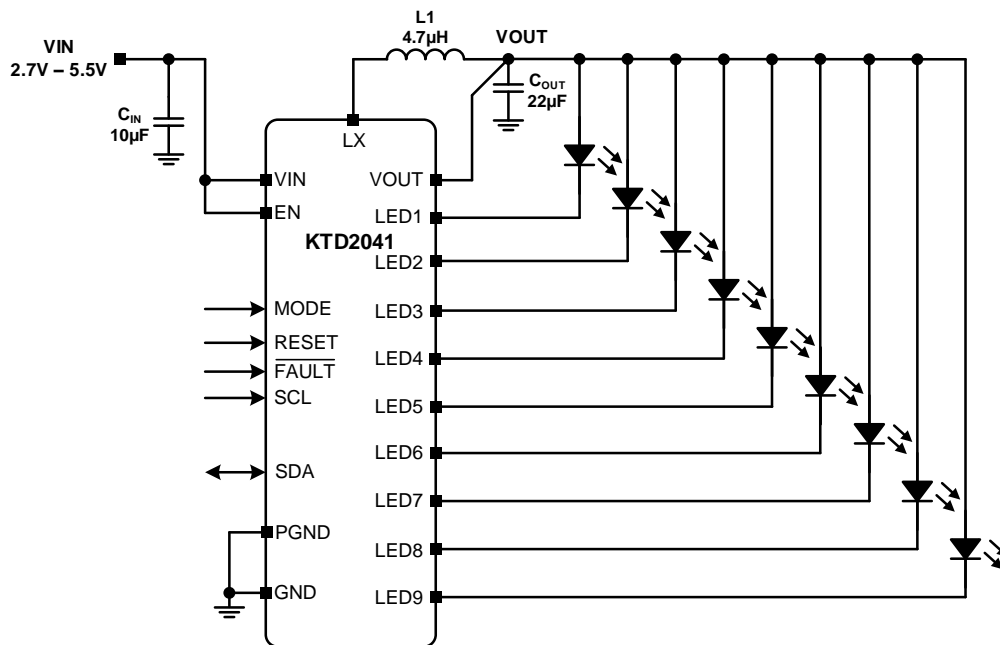 L1
4.7µH
VOUT
VIN
2.7V – 5.5V
COUT
22µF
CIN
10µF
LX
VIN
VOUT
EN
LED1
KTD2041
LED2
MODE
LED3
RESET
LED4
FAULT
SCL
LED5
LED6
SDA
LED7
PGND
LED8
GND
LED9